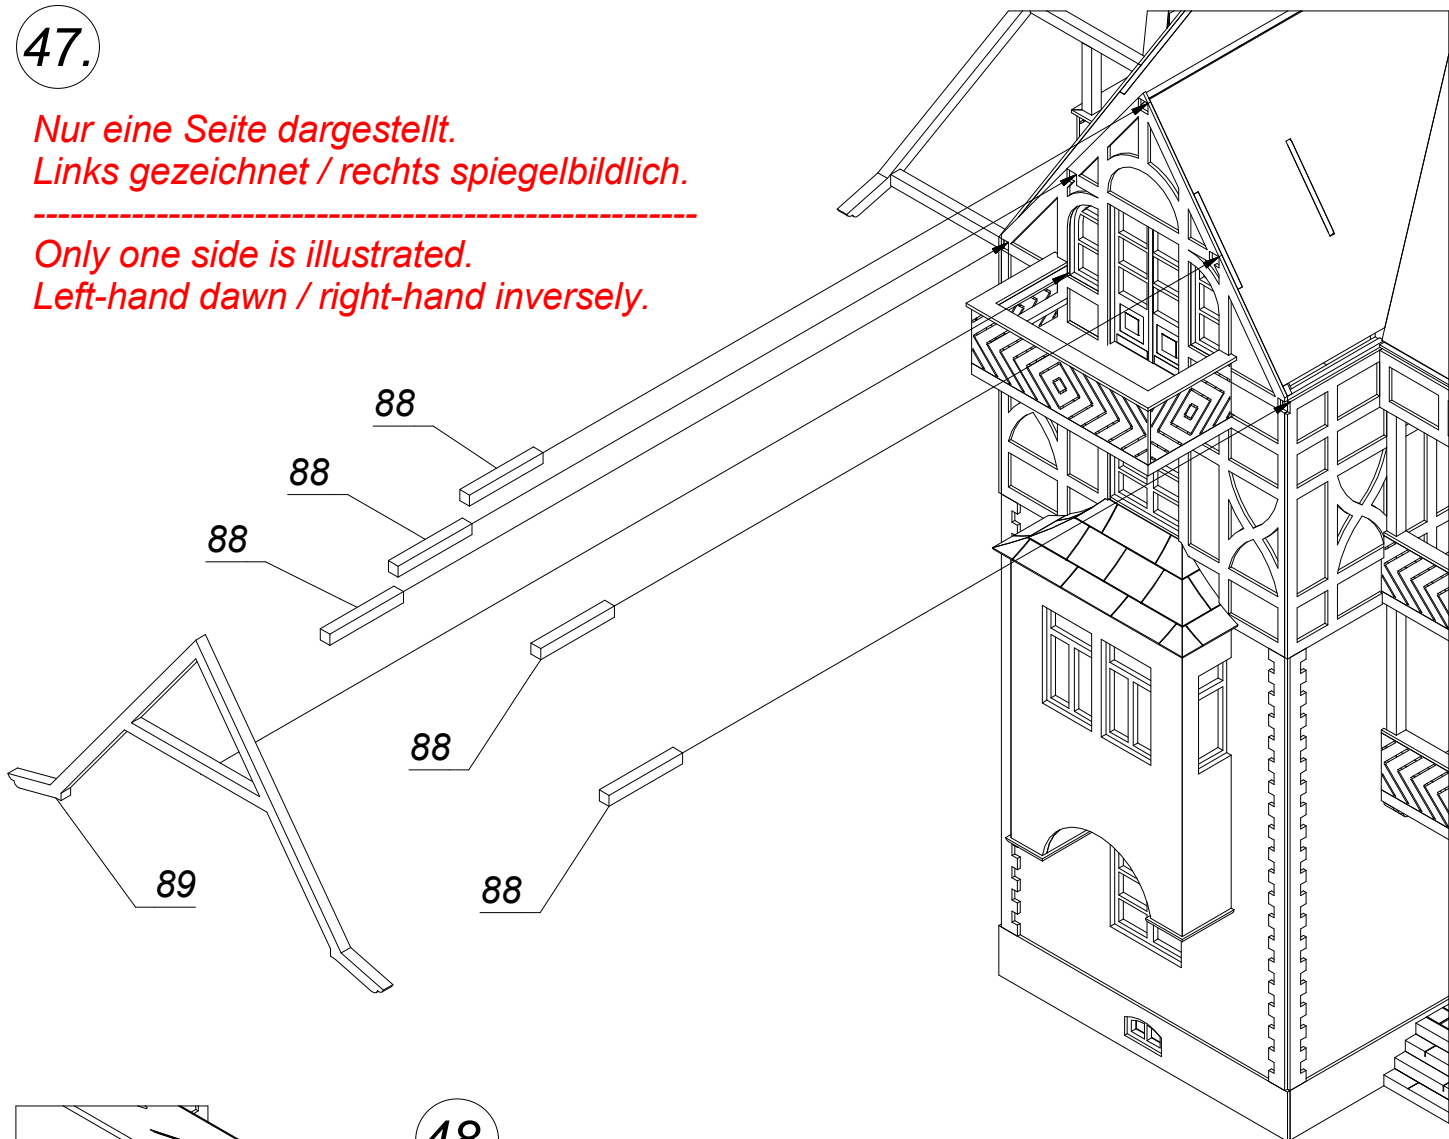 47.
Nur eine Seite dargestellt.
Links gezeichnet / rechts spiegelbildlich.
Only one side is illustrated.
Left-hand dawn / right-hand inversely.
88
88
88
88
89
88
48